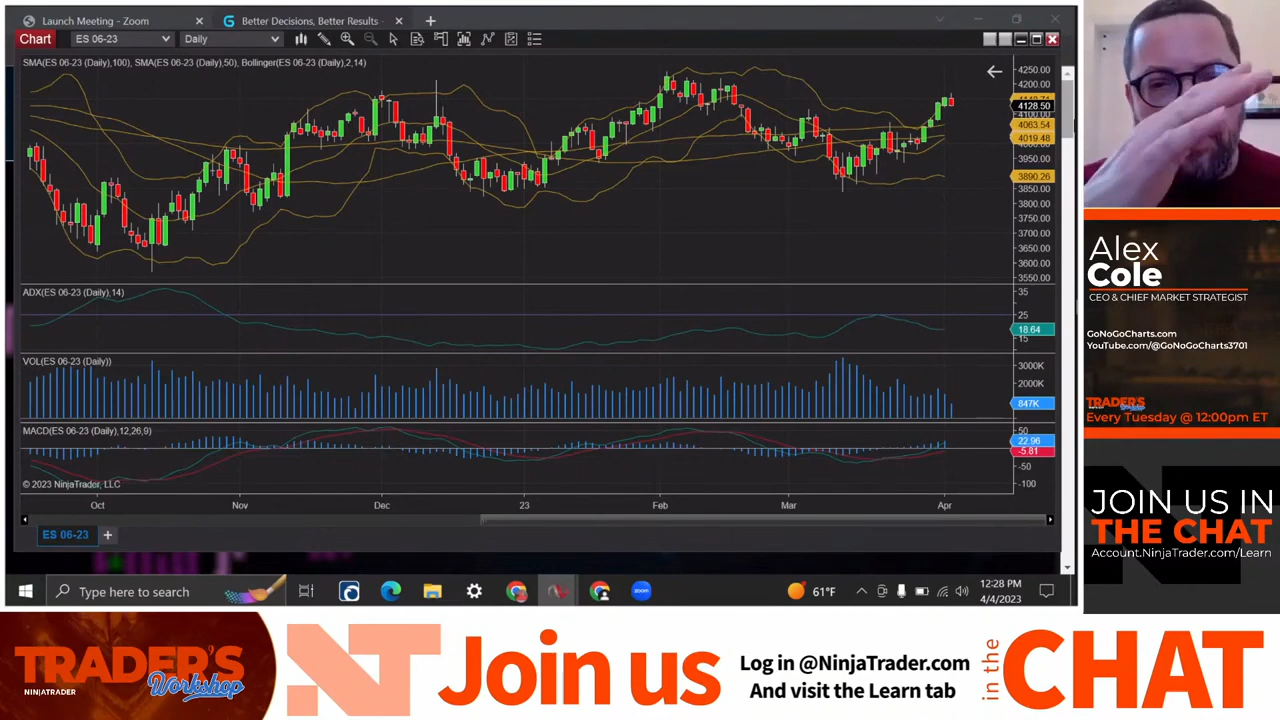 Launch Meeting - Zoom
Better Decisions, Better Results -
Chart
ES 06-23
Daily
SMA(ES 06-23 (Daily),100), SMA(ES 06-23 (Daily),50), Bollinger(ES 06-23 (Daily),2,14)
4250.00
4128.50
4100.00
4063.54
4019.48
4000.00
3950.00
3890.26
3850.00
3800.00
3750.00
3700.00
3650.00
3600.00
3550.00
ADX(ES 06-23 (Daily),14)
35
25
18.64
15
VOL(ES 06-23 (Daily))
3000K
2000K
847K
MACD(ES 06-23 (Daily),12,26,9)
50
22.96
-5.81
-50
-100
© 2023 NinjaTrader, LLC
Oct
Nov
Dec
23
Feb
Mar
Apr
ES 06-23
Type here to search
zoom
61°F
12:28 PM
4/4/2023
Alex
Cole
CEO & CHIEF MARKET STRATEGIST
GoNoGoCharts.com
YouTube.com/@GoNoGoCharts3701
TRADER'S
Workshop
Every Tuesday @ 12:00pm ET
JOIN US IN
THE CHAT
Account.NinjaTrader.com/Learn
TRADER'S
Workshop
NINJATRADER
Join us
Log in @NinjaTrader.com
And visit the Learn tab
in the
CHAT